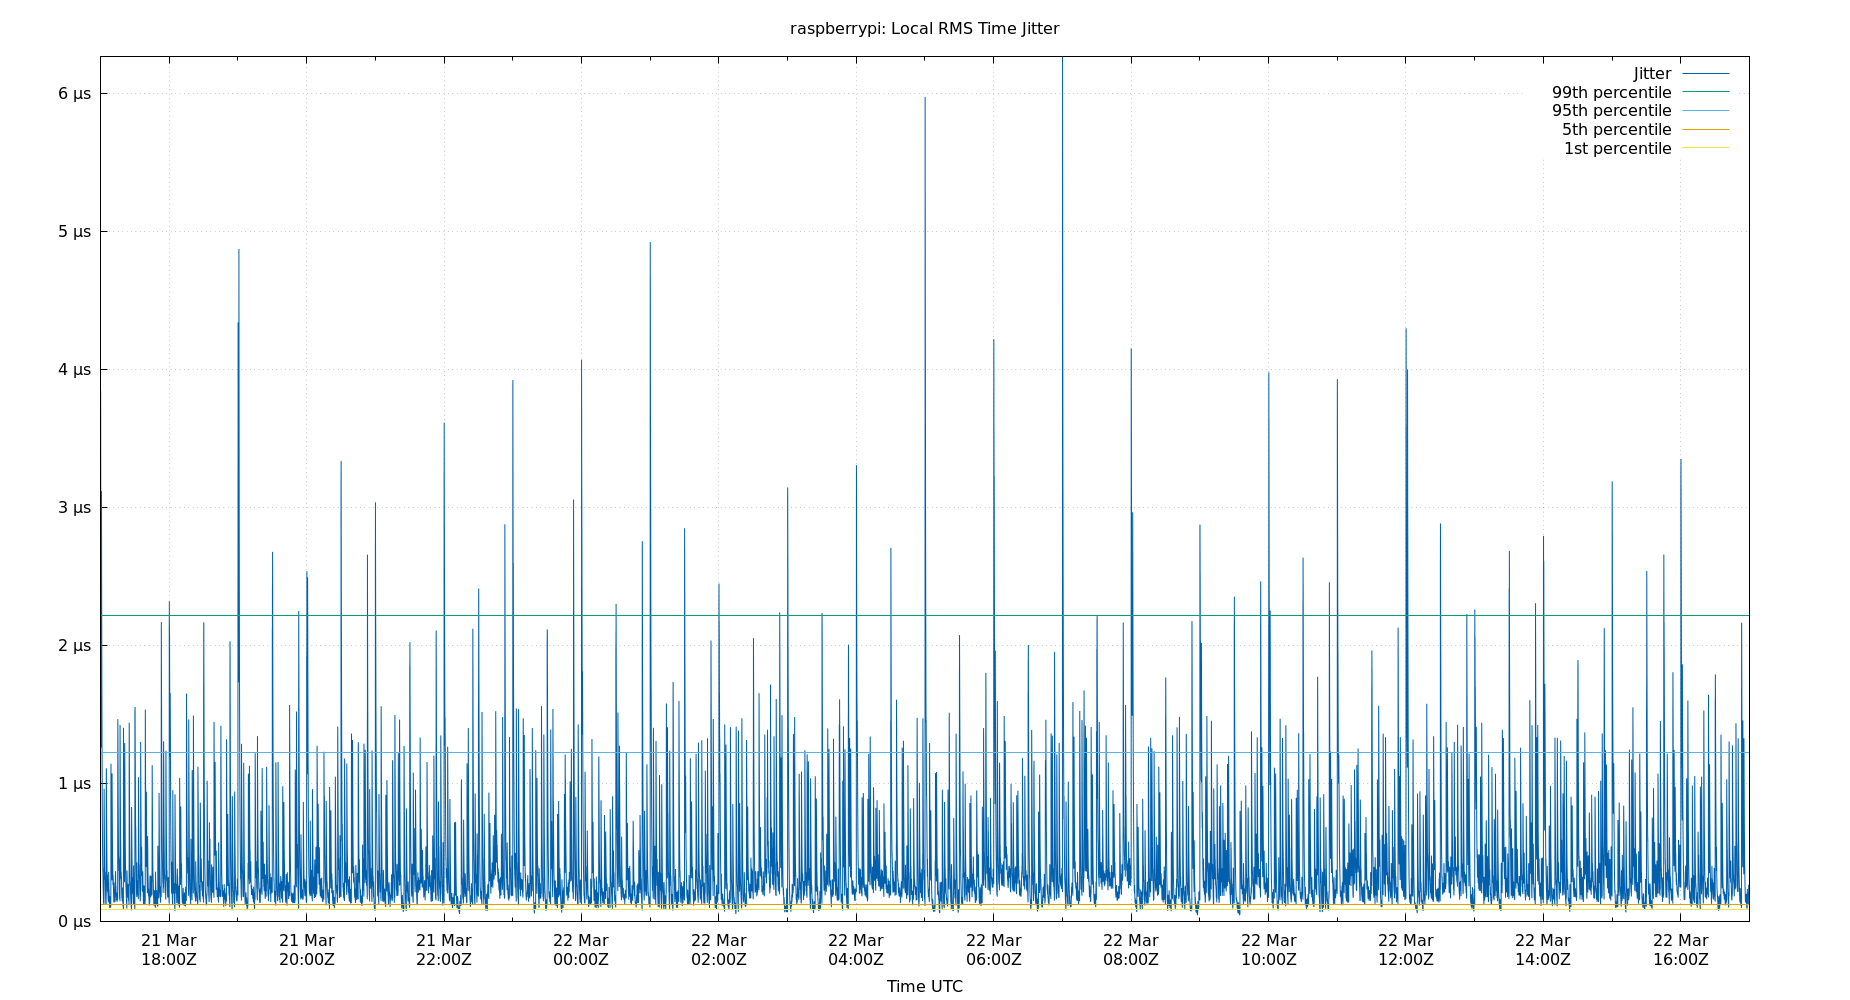 raspberrypi: Local RMS Time Jitter
Jitter
99th percentile
95th percentile
5th percentile
1st percentile
6 µs
5 µs
4 µs
3 µs
2 µs
1 µs
0 µs
21 Mar 21 Mar 21 Mar 22 Mar 22 Mar 22 Mar 22 Mar 22 Mar 22 Mar 22 Mar 22 Mar 22 Mar
18:00Z 20:00Z 22:00Z 00:00Z 02:00Z 04:00Z 06:00Z 08:00Z 10:00Z 12:00Z 14:00Z 16:00Z
Time UTC